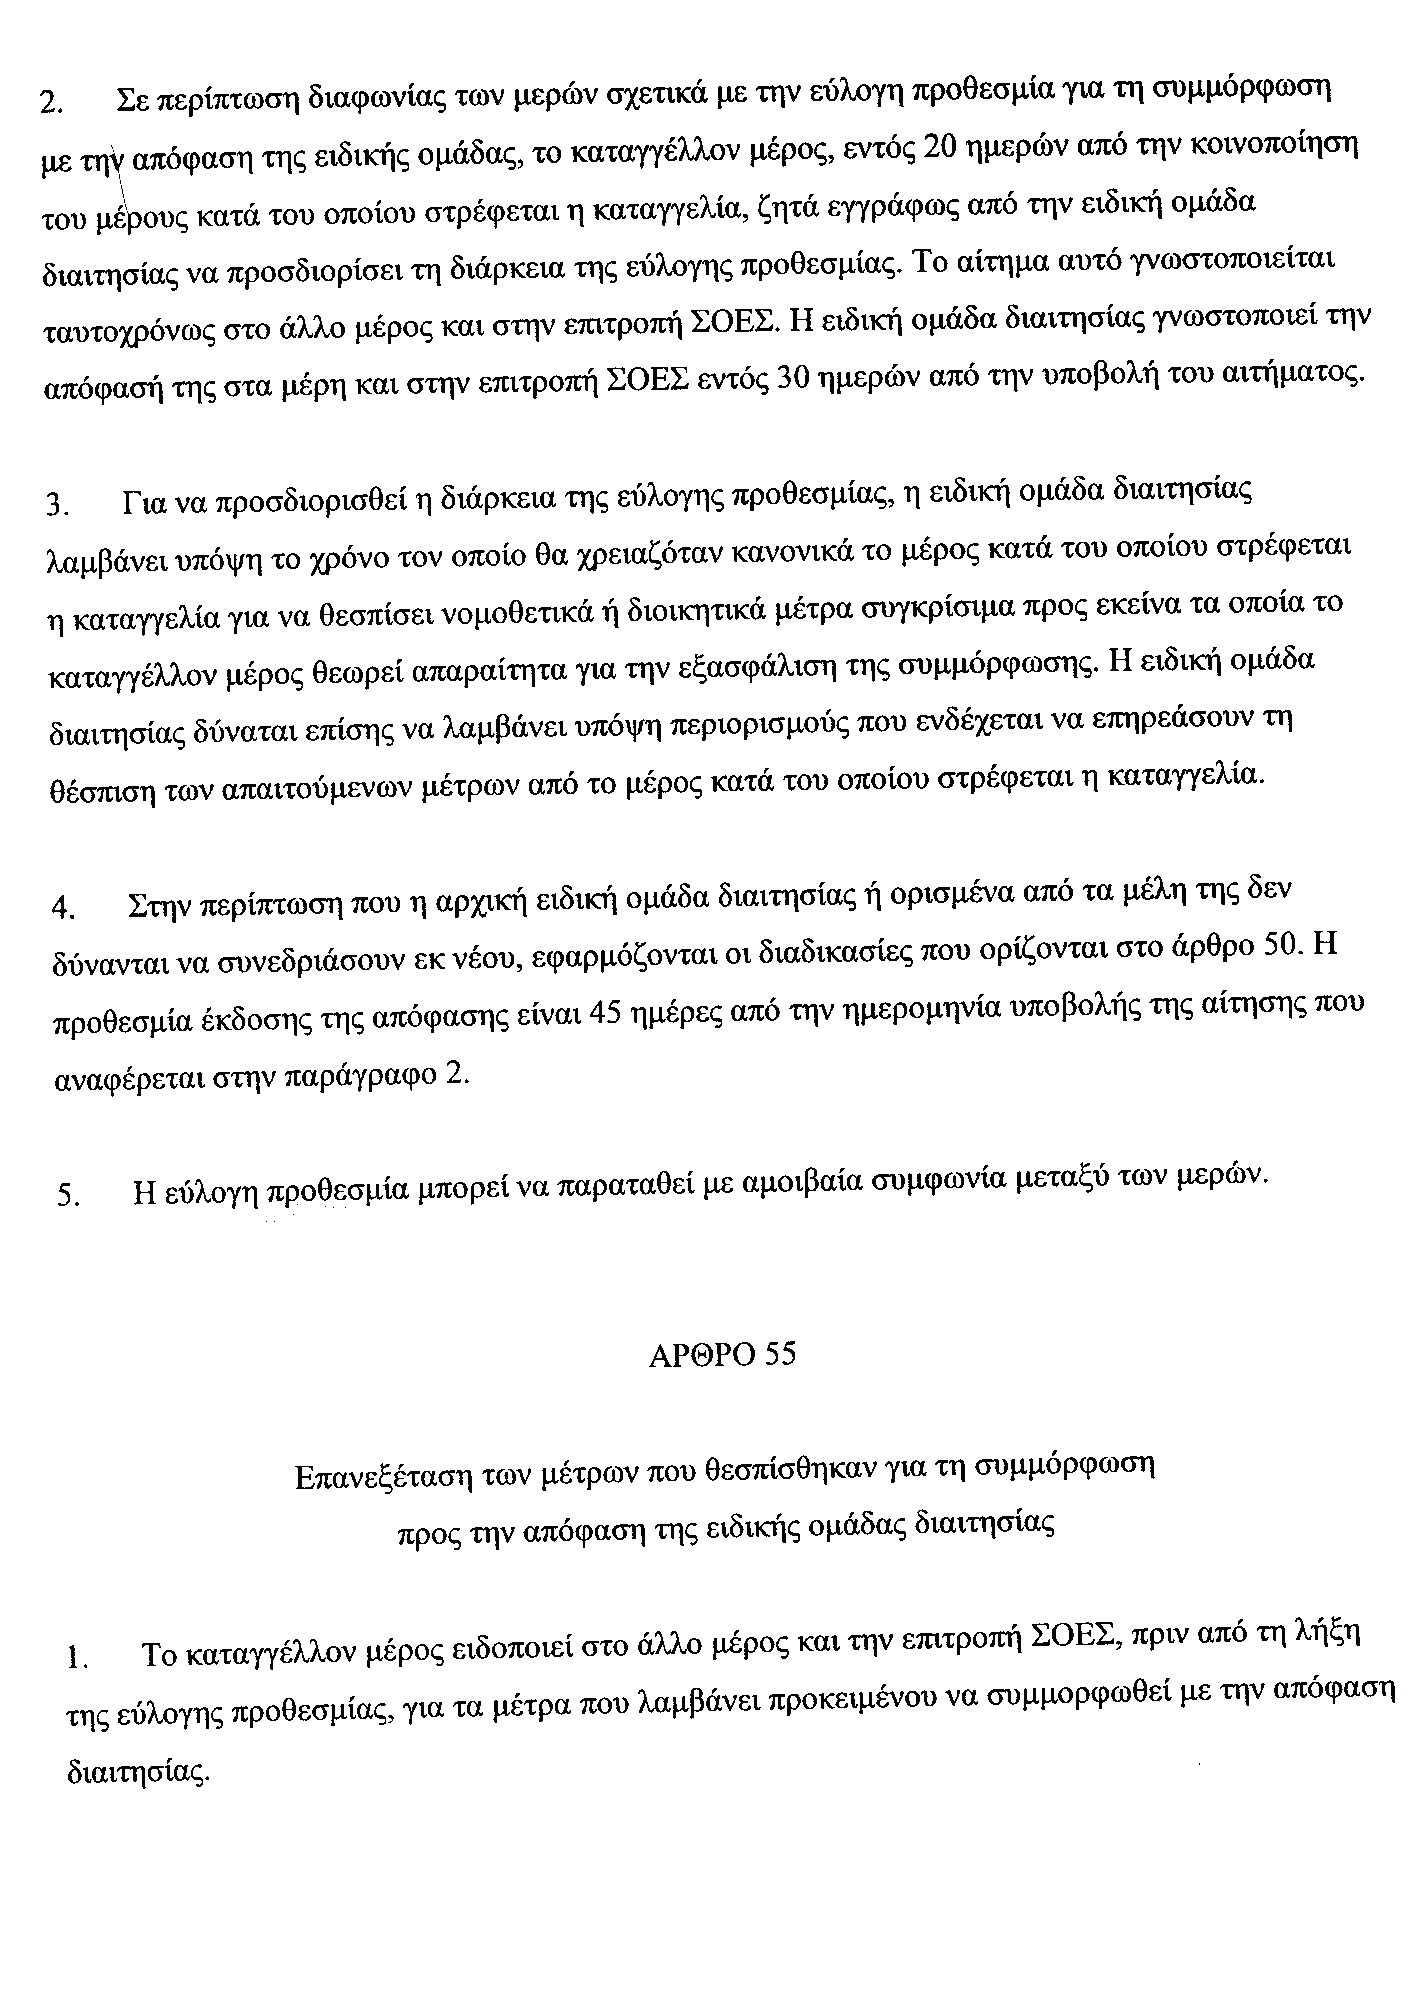 2. Σε περίπτωση διαφωνίας των μερών σχετικά με την εύλογη προθεσμία για τη συμμόρφωση
με την απόφαση της ειδικής ομάδας, το καταγγέλλον μέρος, εντός 20 ημερών από την κοινοποίηση
του μέρους κατά του οποίου στρέφεται η καταγγελία, ζητά εγγράφως από την ειδική ομάδα
διαιτησίας να προσδιορίσει τη διάρκεια της εύλογης προθεσμίας. Το αίτημα αυτό γνωστοποιείται
ταυτοχρόνως στο άλλο μέρος και στην επιτροπή ΣΟΕΣ. Η ειδική ομάδα διαιτησίας γνωστοποιεί την
απόφασή της στα μέρη και στην επιτροπή ΣΟΕΣ εντός 30 ημερών από την υποβολή του αιτήματος.
3. Για να προσδιορισθεί η διάρκεια της εύλογης προθεσμίας, η ειδική ομάδα διαιτησίας
λαμβάνει υπόψη το χρόνο τον οποίο θα χρειαζόταν κανονικά το μέρος κατά του οποίου στρέφεται
η καταγγελία για να θεσπίσει νομοθετικά ή διοικητικά μέτρα συγκρίσιμα προς εκείνα τα οποία το
καταγγέλλον μέρος θεωρεί απαραίτητα για την εξασφάλιση της συμμόρφωσης. Η ειδική ομάδα
διαιτησίας δύναται επίσης να λαμβάνει υπόψη περιορισμούς που ενδέχεται να επηρεάσουν τη
θέσπιση των απαιτούμενων μέτρων από το μέρος κατά του οποίου στρέφεται η καταγγελία.
4. Στην περίπτωση που η αρχική ειδική ομάδα διαιτησίας ή ορισμένα από τα μέλη της δεν
δύνανται να συνεδριάσουν εκ νέου, εφαρμόζονται οι διαδικασίες που ορίζονται στο άρθρο 50. Η
προθεσμία έκδοσης της απόφασης είναι 45 ημέρες από την ημερομηνία υποβολής της αίτησης που
αναφέρεται στην παράγραφο 2.
5. Η εύλογη προθεσμία μπορεί να παραταθεί με αμοιβαία συμφωνία μεταξύ των μερών.
ΑΡΘΡΟ 55
Επανεξέταση των μέτρων που θεσπίσθηκαν για τη συμμόρφωση
προς την απόφαση της ειδικής ομάδας διαιτησίας
1. Το καταγγέλλον μέρος ειδοποιεί στο άλλο μέρος και την επιτροπή ΣΟΕΣ, πριν από τη λήξη
της εύλογης προθεσμίας, για τα μέτρα που λαμβάνει προκειμένου να συμμορφωθεί με την απόφαση
διαιτησίας.